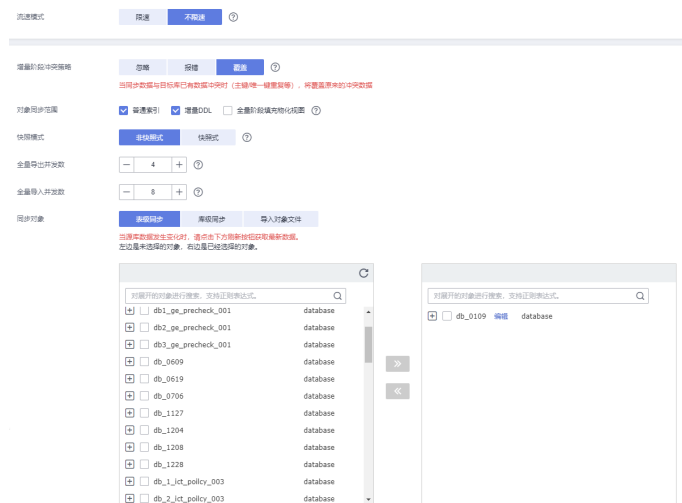 流速模式 限速 不限速
增量阶段冲突策略 忽略 报错 覆盖
当同步数据与目标库已有数据冲突时（主键/唯一键重复等），将覆盖原来的冲突数据
对象同步范围 普通索引 增量DDL 全量阶段填充物化视图
快照模式 非快照式 快照式
全量导出并发数 4
全量导入并发数 8
同步对象 表级同步 库级同步 导入对象文件
当源库数据发生变化时，请点击下方刷新按钮获取最新数据。
左边是未选择的对象，右边是已经选择的对象。
对展开的对象进行搜索，支持正则表达式。
db1_ge_precheck_001 database
db2_ge_precheck_001 database
db3_ge_precheck_001 database
db_0609 database
db_0619 database
db_0706 database
db_1127 database
db_1204 database
db_1208 database
db_1228 database
db_1_ict_poilcy_003 database
db_2_ict_poilcy_003 database
对展开的对象进行搜索，支持正则表达式。
db_0109 编辑 database